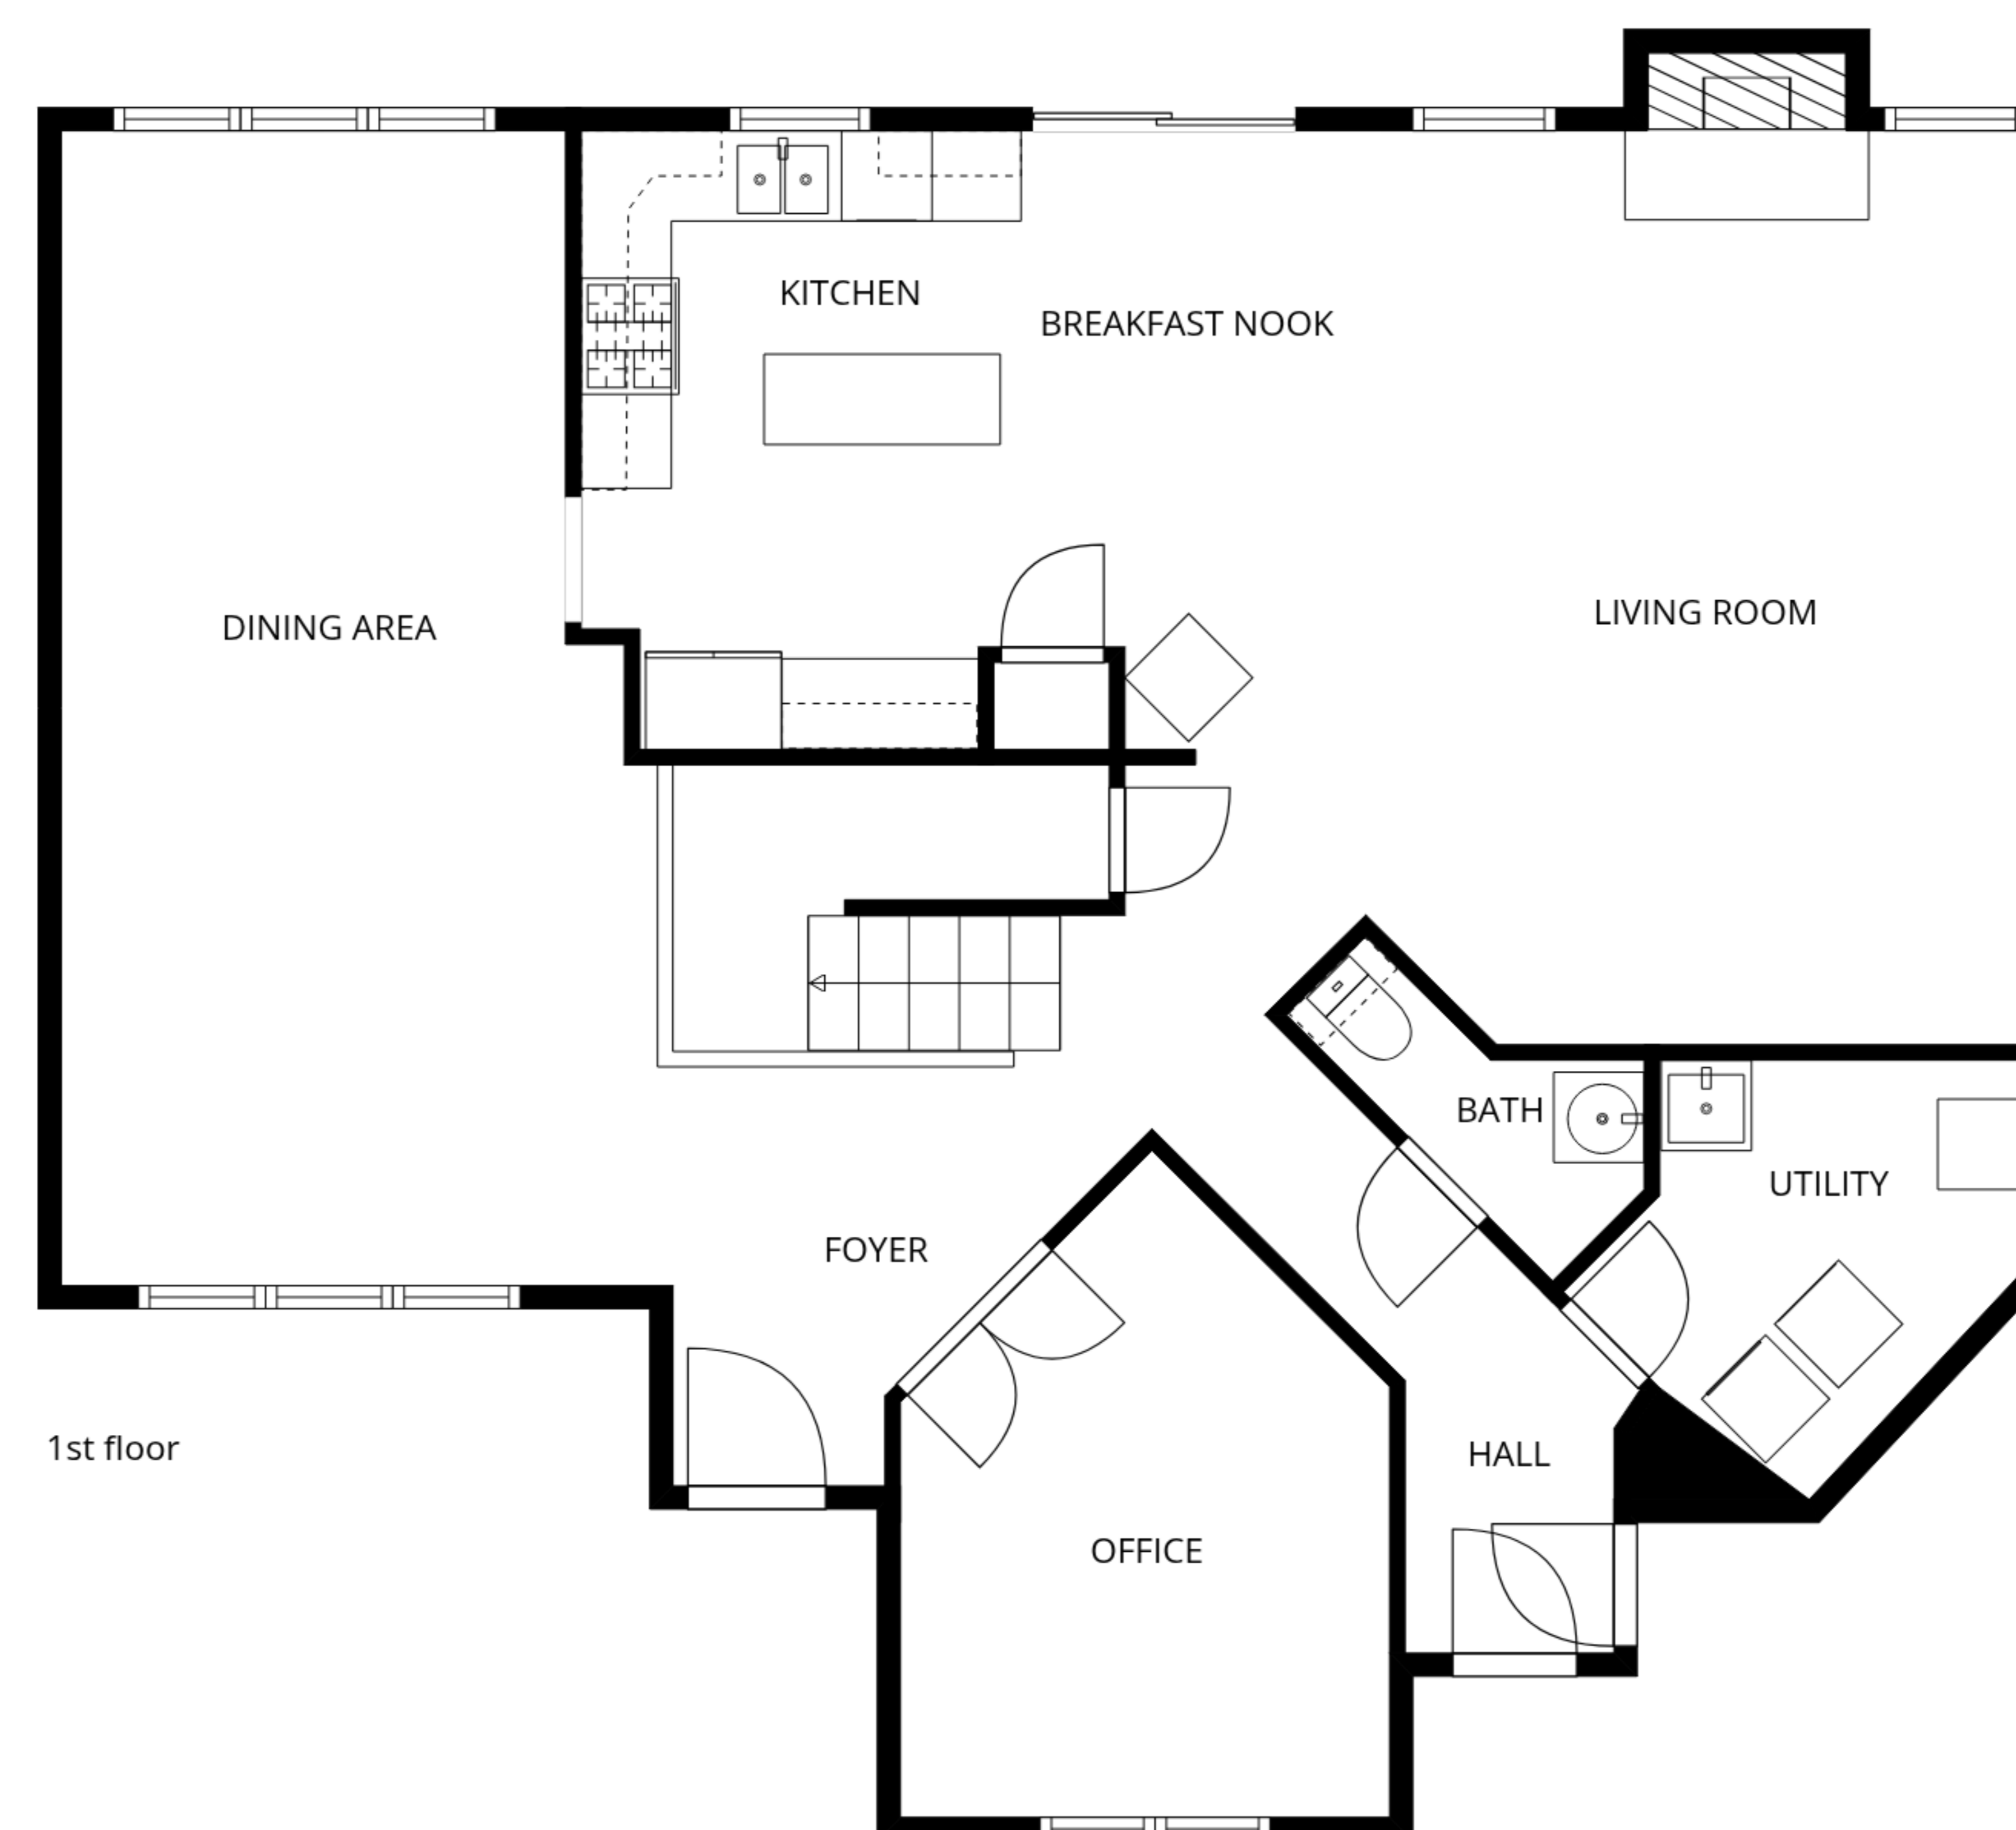 KITCHEN
BREAKFAST NOOK
DINING AREA
LIVING ROOM
BATH
UTILITY
FOYER
1st floor
HALL
OFFICE